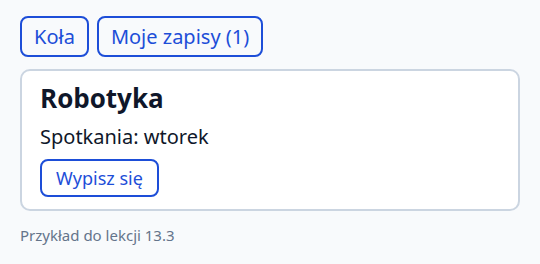 Koła Moje zapisy (1)
Robotyka
Spotkania: wtorek
Wypisz się
Przykład do lekcji 13.3